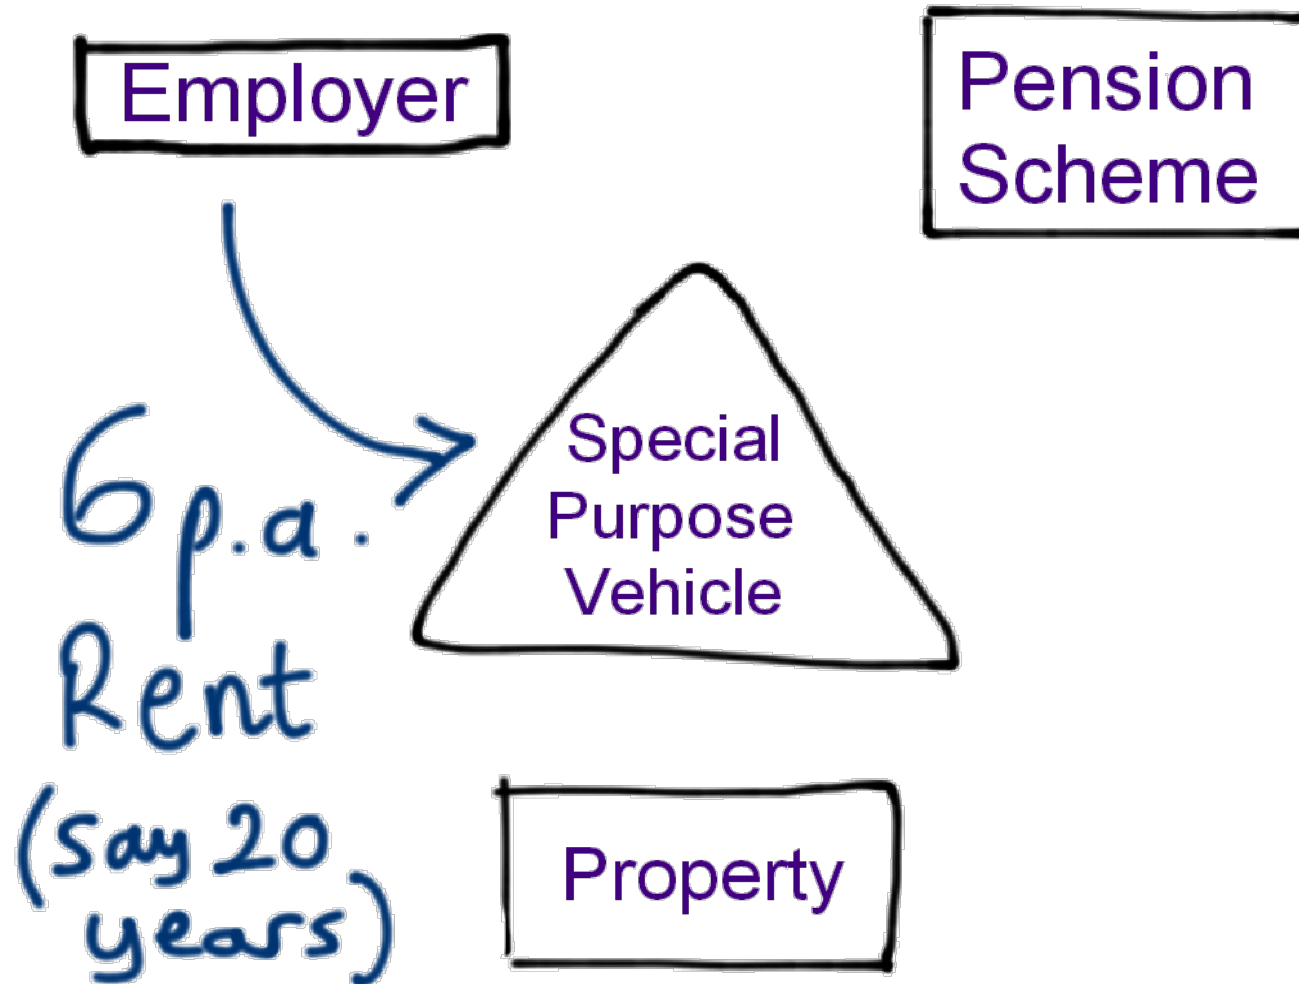 Employer
Pension
Scheme
Special
Purpose
Vehicle
6 p.a.
Rent
(say 20
years)
Property